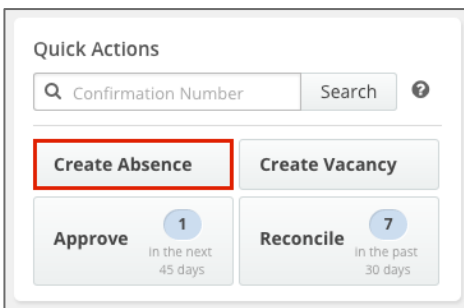 Quick Actions
Confirmation Number Search
Create Absence Create Vacancy
Approve 1 in the next 45 days
Reconcile 7 in the past 30 days